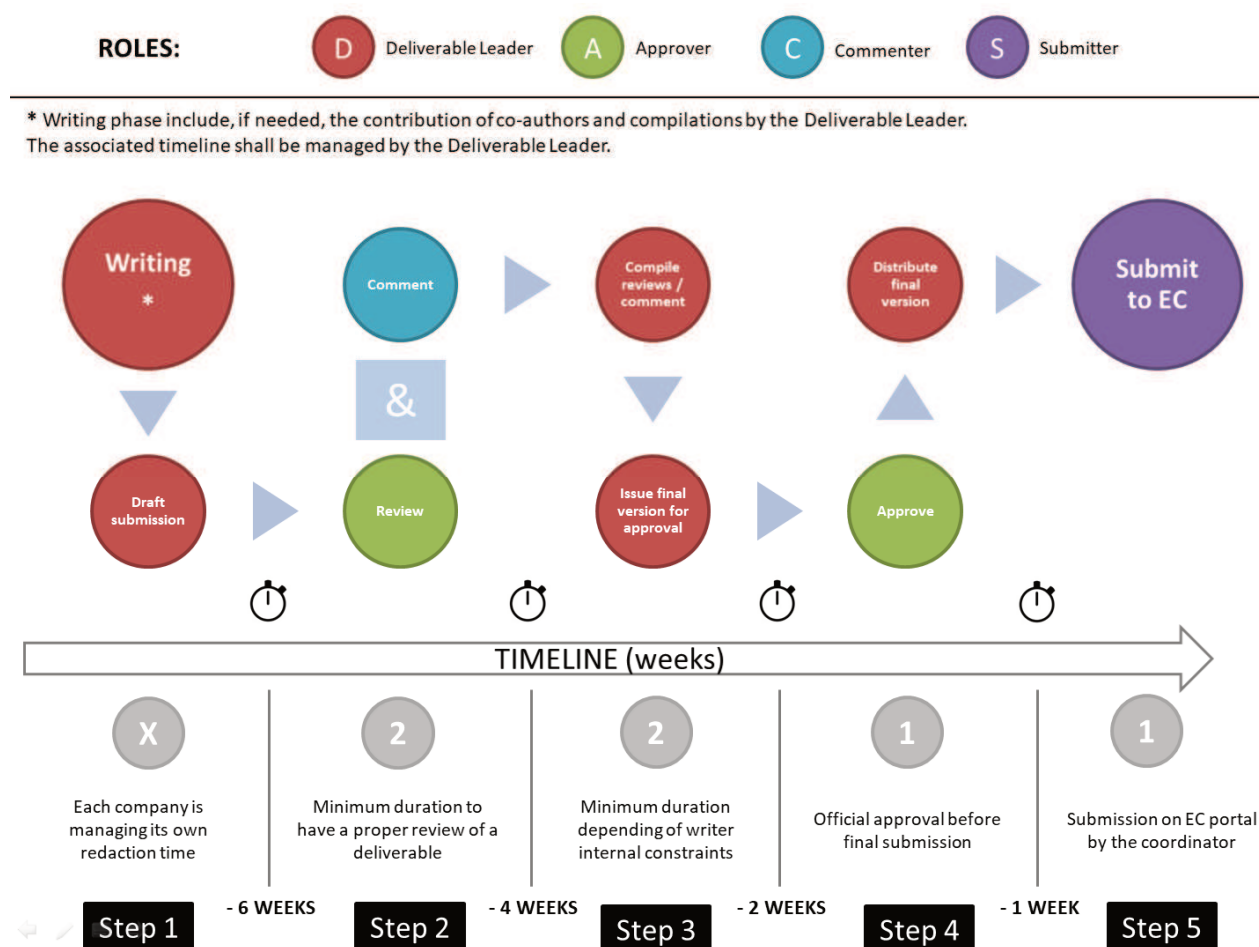 ROLES:
D Deliverable Leader
A Approver
C Commenter
S Submitter
* Writing phase include, if needed, the contribution of co-authors and compilations by the Deliverable Leader.
The associated timeline shall be managed by the Deliverable Leader.
Writing
*
Comment
Compile
reviews /
comment
Distribute
final
version
Submit
to EC
&
Draft
submission
Review
Issue final
version for
approval
Approve
TIMELINE (weeks)
X
2
2
1
1
Each company is
managing its own
redaction time
Minimum duration to
have a proper review of a
deliverable
Minimum duration
depending of writer
internal constraints
Official approval before
final submission
Submission on EC portal
by the coordinator
Step 1
- 6 WEEKS
Step 2
- 4 WEEKS
Step 3
- 2 WEEKS
Step 4
- 1 WEEK
Step 5